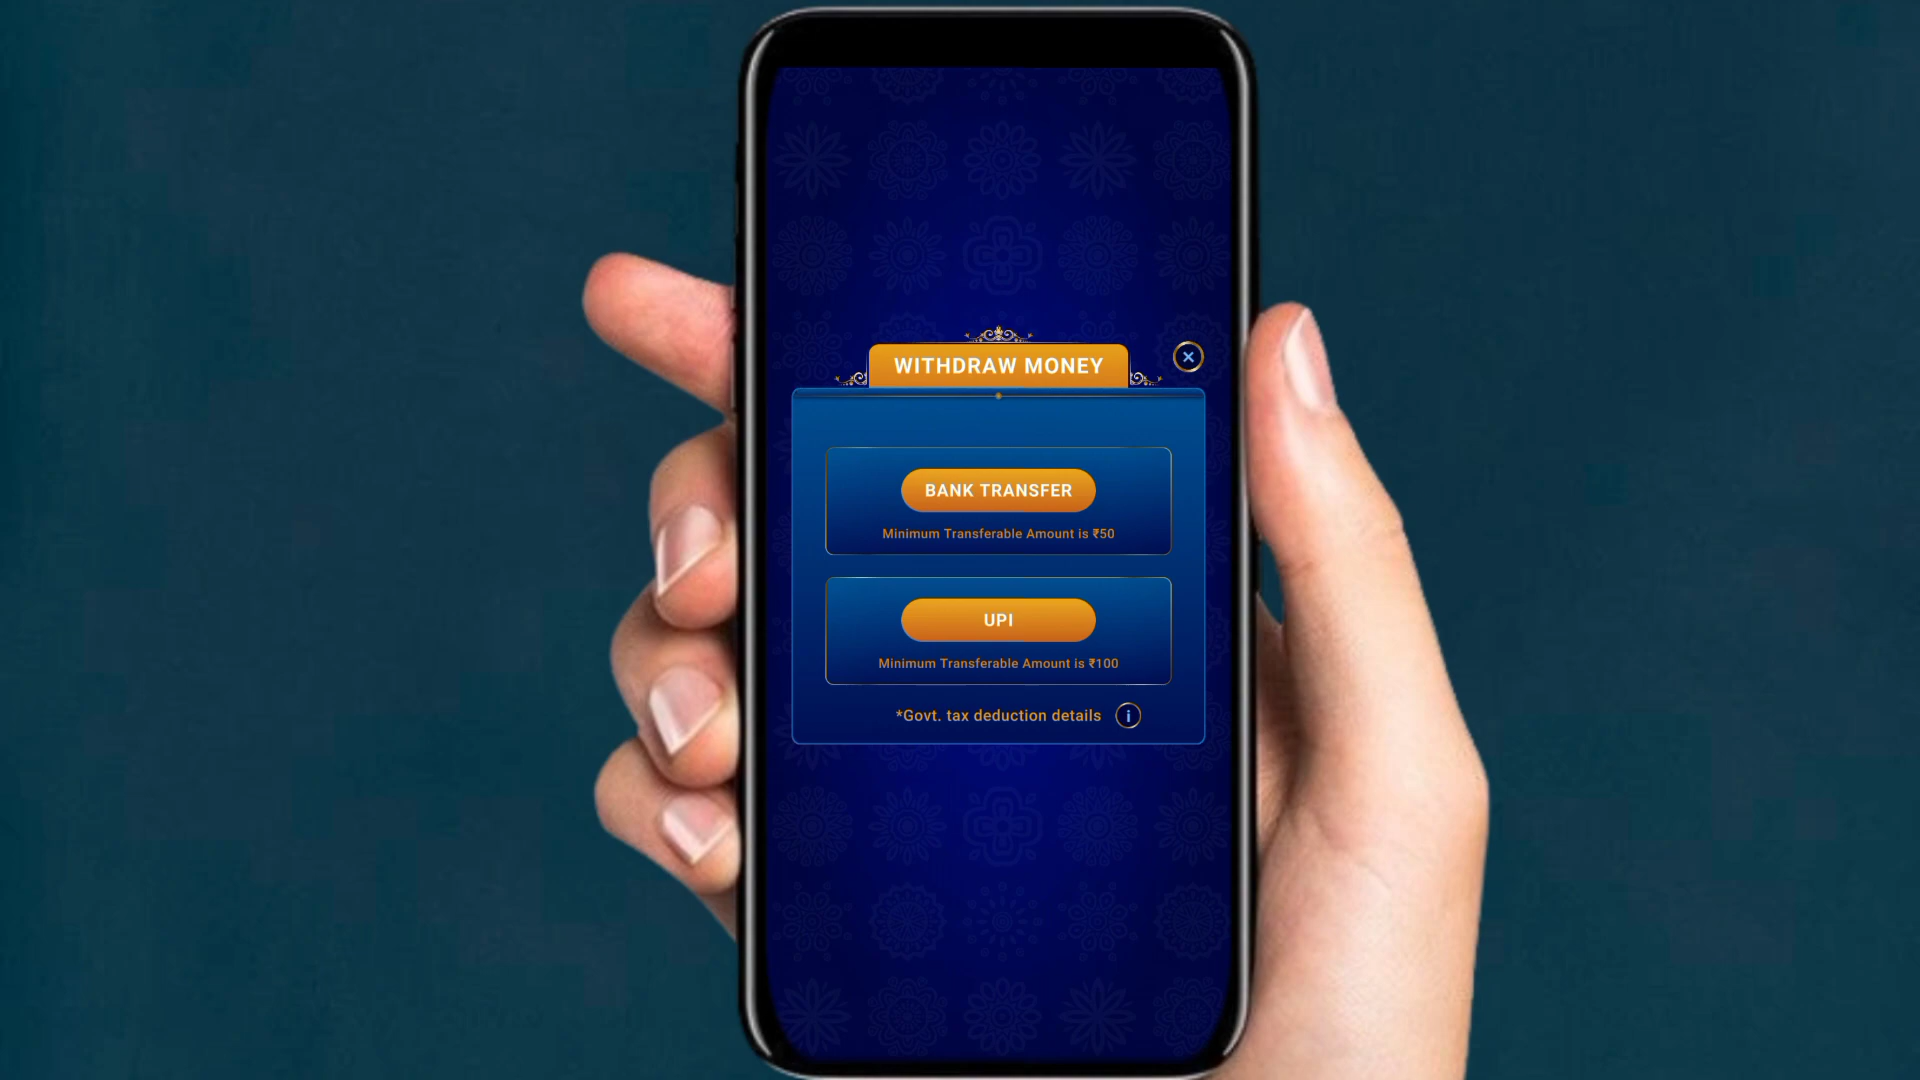 WITHDRAW MONEY
BANK TRANSFER
Minimum Transferable Amount is ₹50
UPI
Minimum Transferable Amount is ₹100
*Govt. tax deduction details